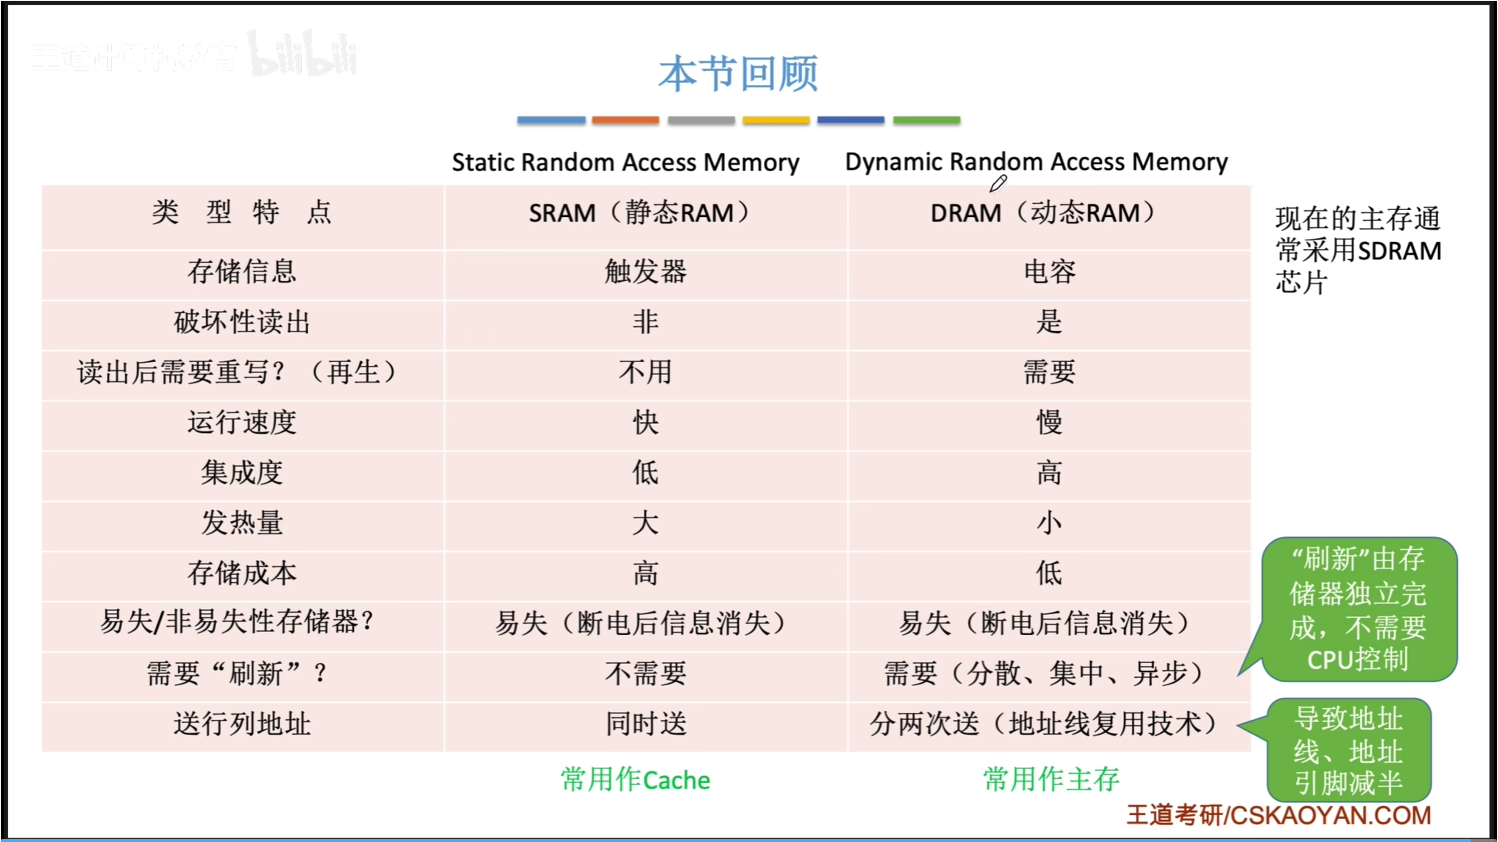 王道计算机教育 bilibili
本节回顾
Static Random Access Memory
Dynamic Random Access Memory
类 型 特 点
SRAM（静态RAM）
DRAM（动态RAM）
存储信息
触发器
电容
破坏性读出
非
是
读出后需要重写？（再生）
不用
需要
运行速度
快
慢
集成度
低
高
发热量
大
小
存储成本
高
低
易失/非易失性存储器？
易失（断电后信息消失）
易失（断电后信息消失）
需要“刷新”？
不需要
需要（分散、集中、异步）
送行列地址
同时送
分两次送（地址线复用技术）
常用作Cache
常用作主存
现在的主存通
常采用SDRAM
芯片
“刷新”由存
储器独立完
成，不需要
CPU控制
导致地址
线、地址
引脚减半
王道考研/CSKAOYAN.COM